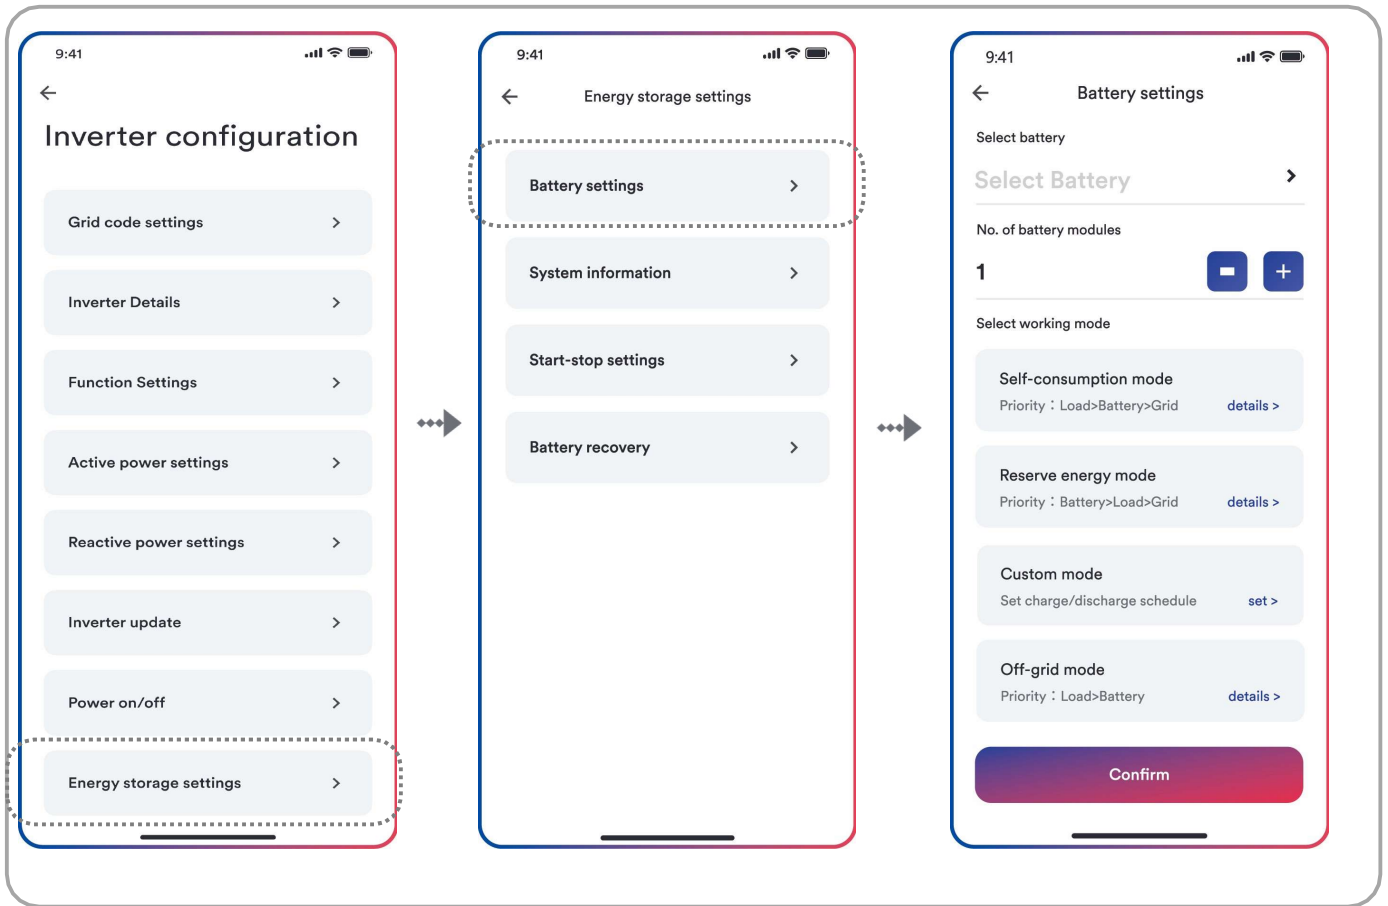 9:41
Inverter configuration
Grid code settings
Inverter Details
Function Settings
Active power settings
Reactive power settings
Inverter update
Power on/off
Energy storage settings
9:41
Energy storage settings
Battery settings
System information
Start-stop settings
Battery recovery
9:41
Battery settings
Select battery
Select Battery
No. of battery modules
1
Select working mode
Self-consumption mode
Priority：Load>Battery>Grid details >
Reserve energy mode
Priority：Battery>Load>Grid details >
Custom mode
Set charge/discharge schedule set >
Off-grid mode
Priority：Load>Battery details >
Confirm